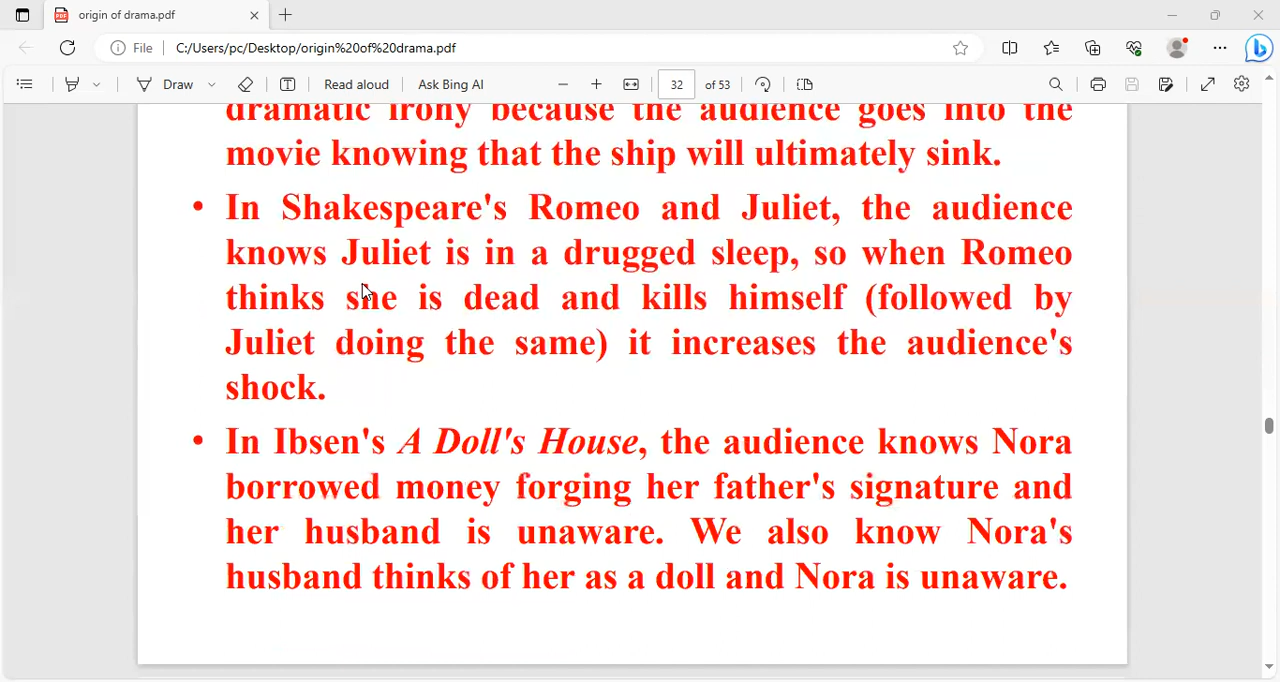 origin of drama.pdf
File C:/Users/pc/Desktop/origin%20of%20drama.pdf
Draw Read aloud Ask Bing AI 32 of 53
dramatic irony because the audience goes into the
movie knowing that the ship will ultimately sink.
• In Shakespeare's Romeo and Juliet, the audience
knows Juliet is in a drugged sleep, so when Romeo
thinks she is dead and kills himself (followed by
Juliet doing the same) it increases the audience's
shock.
• In Ibsen's A Doll's House, the audience knows Nora
borrowed money forging her father's signature and
her husband is unaware. We also know Nora's
husband thinks of her as a doll and Nora is unaware.